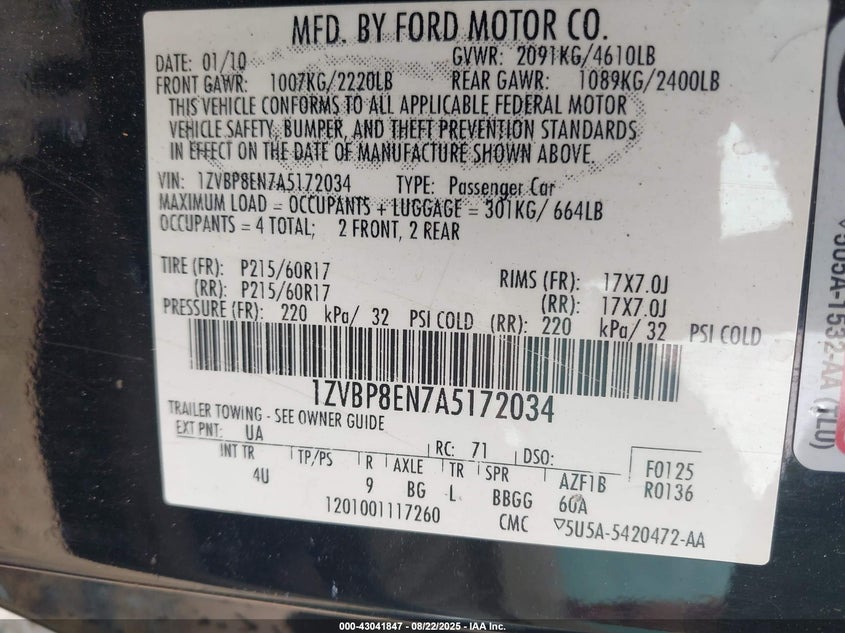 MFD. BY FORD MOTOR CO.
DATE: 01/10 GVWR: 2091KG/4610LB
FRONT GAWR: 1007KG/2220LB REAR GAWR: 1089KG/2400LB
THIS VEHICLE CONFORMS TO ALL APPLICABLE FEDERAL MOTOR
VEHICLE SAFETY, BUMPER, AND THEFT PREVENTION STANDARDS
IN EFFECT ON THE DATE OF MANUFACTURE SHOWN ABOVE.
VIN: 1ZVBP8EN7A5172034 TYPE: Passenger Car
MAXIMUM LOAD = OCCUPANTS + LUGGAGE = 301KG/ 664LB
OCCUPANTS = 4 TOTAL; 2 FRONT, 2 REAR
TIRE (FR): P215/60R17 RIMS (FR): 17X7.0J
(RR): P215/60R17 (RR): 17X7.0J
PRESSURE (FR): 220 kPa/ 32 PSI COLD (RR): 220 kPa/ 32 PSI COLD
1ZVBP8EN7A5172034
TRAILER TOWING - SEE OWNER GUIDE
EXT PNT: UA RC: 71 DSO:
INT TR TP/PS R AXLE TR SPR AZF1B F0125
4U 9 BG L BBGG 60A R0136
1201001117260 CMC ▽5U5A-5420472-AA
5U5A-1532-AA (TLU)
000-43041847 - 08/22/2025 - IAA Inc.